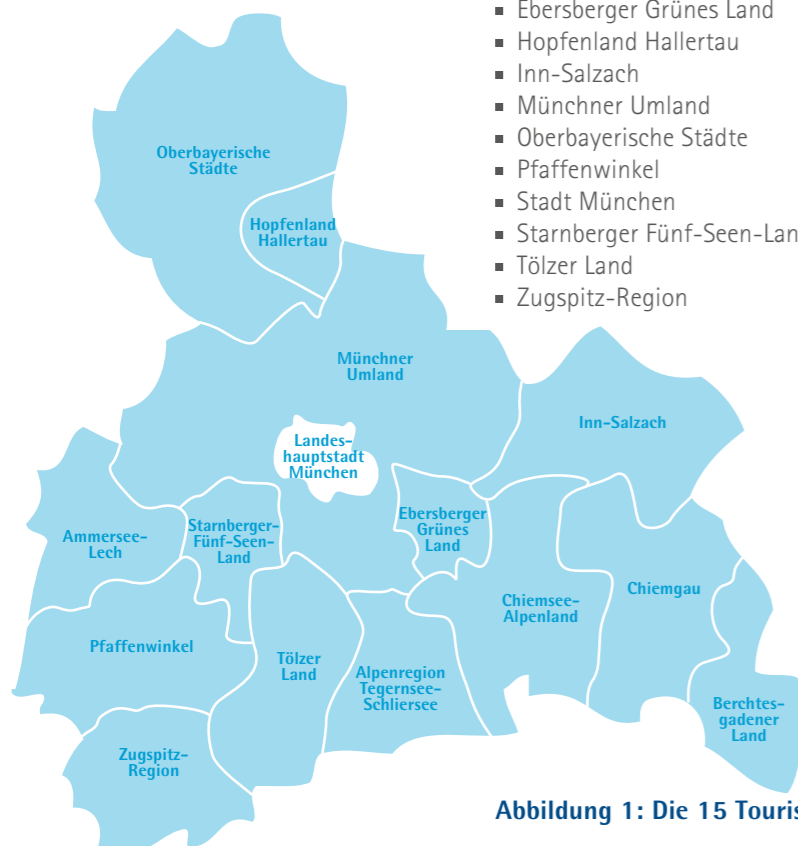 ▪ Ebersberger Grünes Land
▪ Hopfenland Hallertau
▪ Inn-Salzach
▪ Münchner Umland
▪ Oberbayerische Städte
▪ Pfaffenwinkel
▪ Stadt München
▪ Starnberger Fünf-Seen-Lan
▪ Tölzer Land
▪ Zugspitz-Region
Oberbayerische
Städte
Hopfenland
Hallertau
Münchner
Umland
Inn-Salzach
Landes-
hauptstadt
München
Ammersee-
Lech
Starnberger-
Fünf-Seen-
Land
Ebersberger
Grünes
Land
Chiemsee-
Alpenland
Chiemgau
Pfaffenwinkel
Tölzer
Land
Alpenregion
Tegernsee-
Schliersee
Berchtes-
gadener
Land
Zugspitz-
Region
Abbildung 1: Die 15 Touris